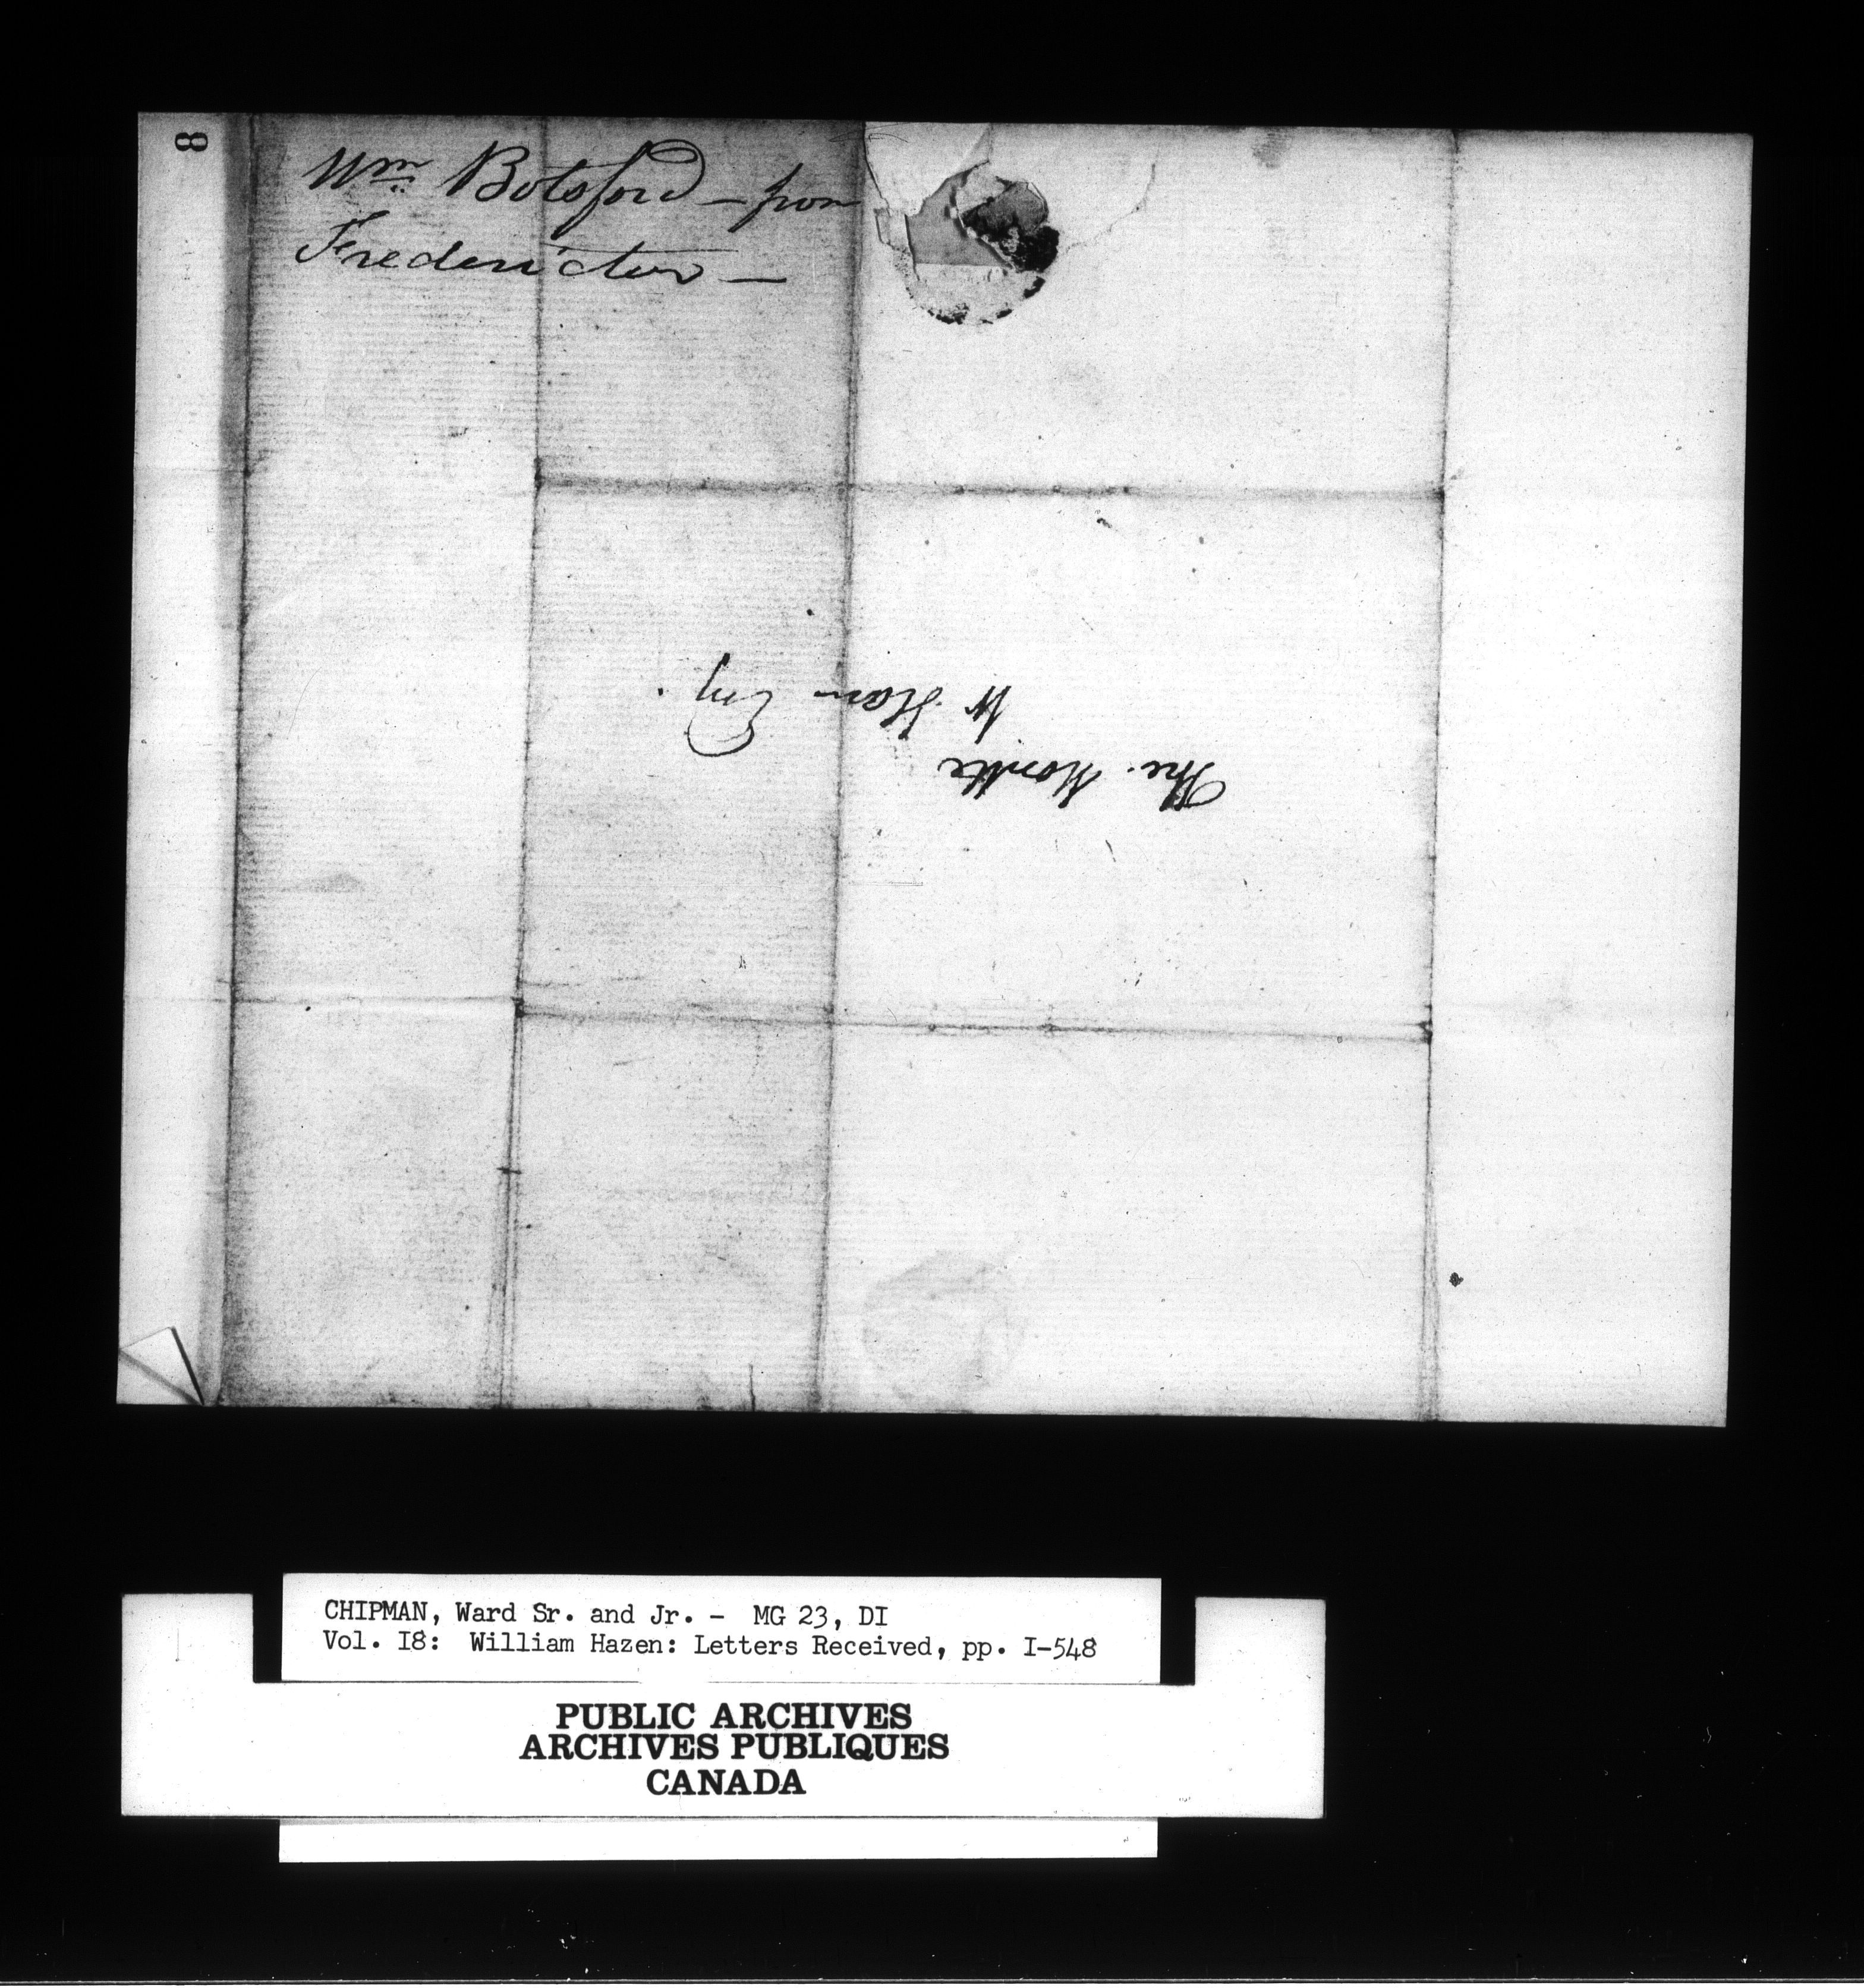 8
Wm. Botsford - from
Fredericton -
The Honble
W. Hazen Esq.
CHIPMAN, Ward Sr. and Jr. - MG 23, DI
Vol. I8: William Hazen: Letters Received, pp. I-548
PUBLIC ARCHIVES
ARCHIVES PUBLIQUES
CANADA